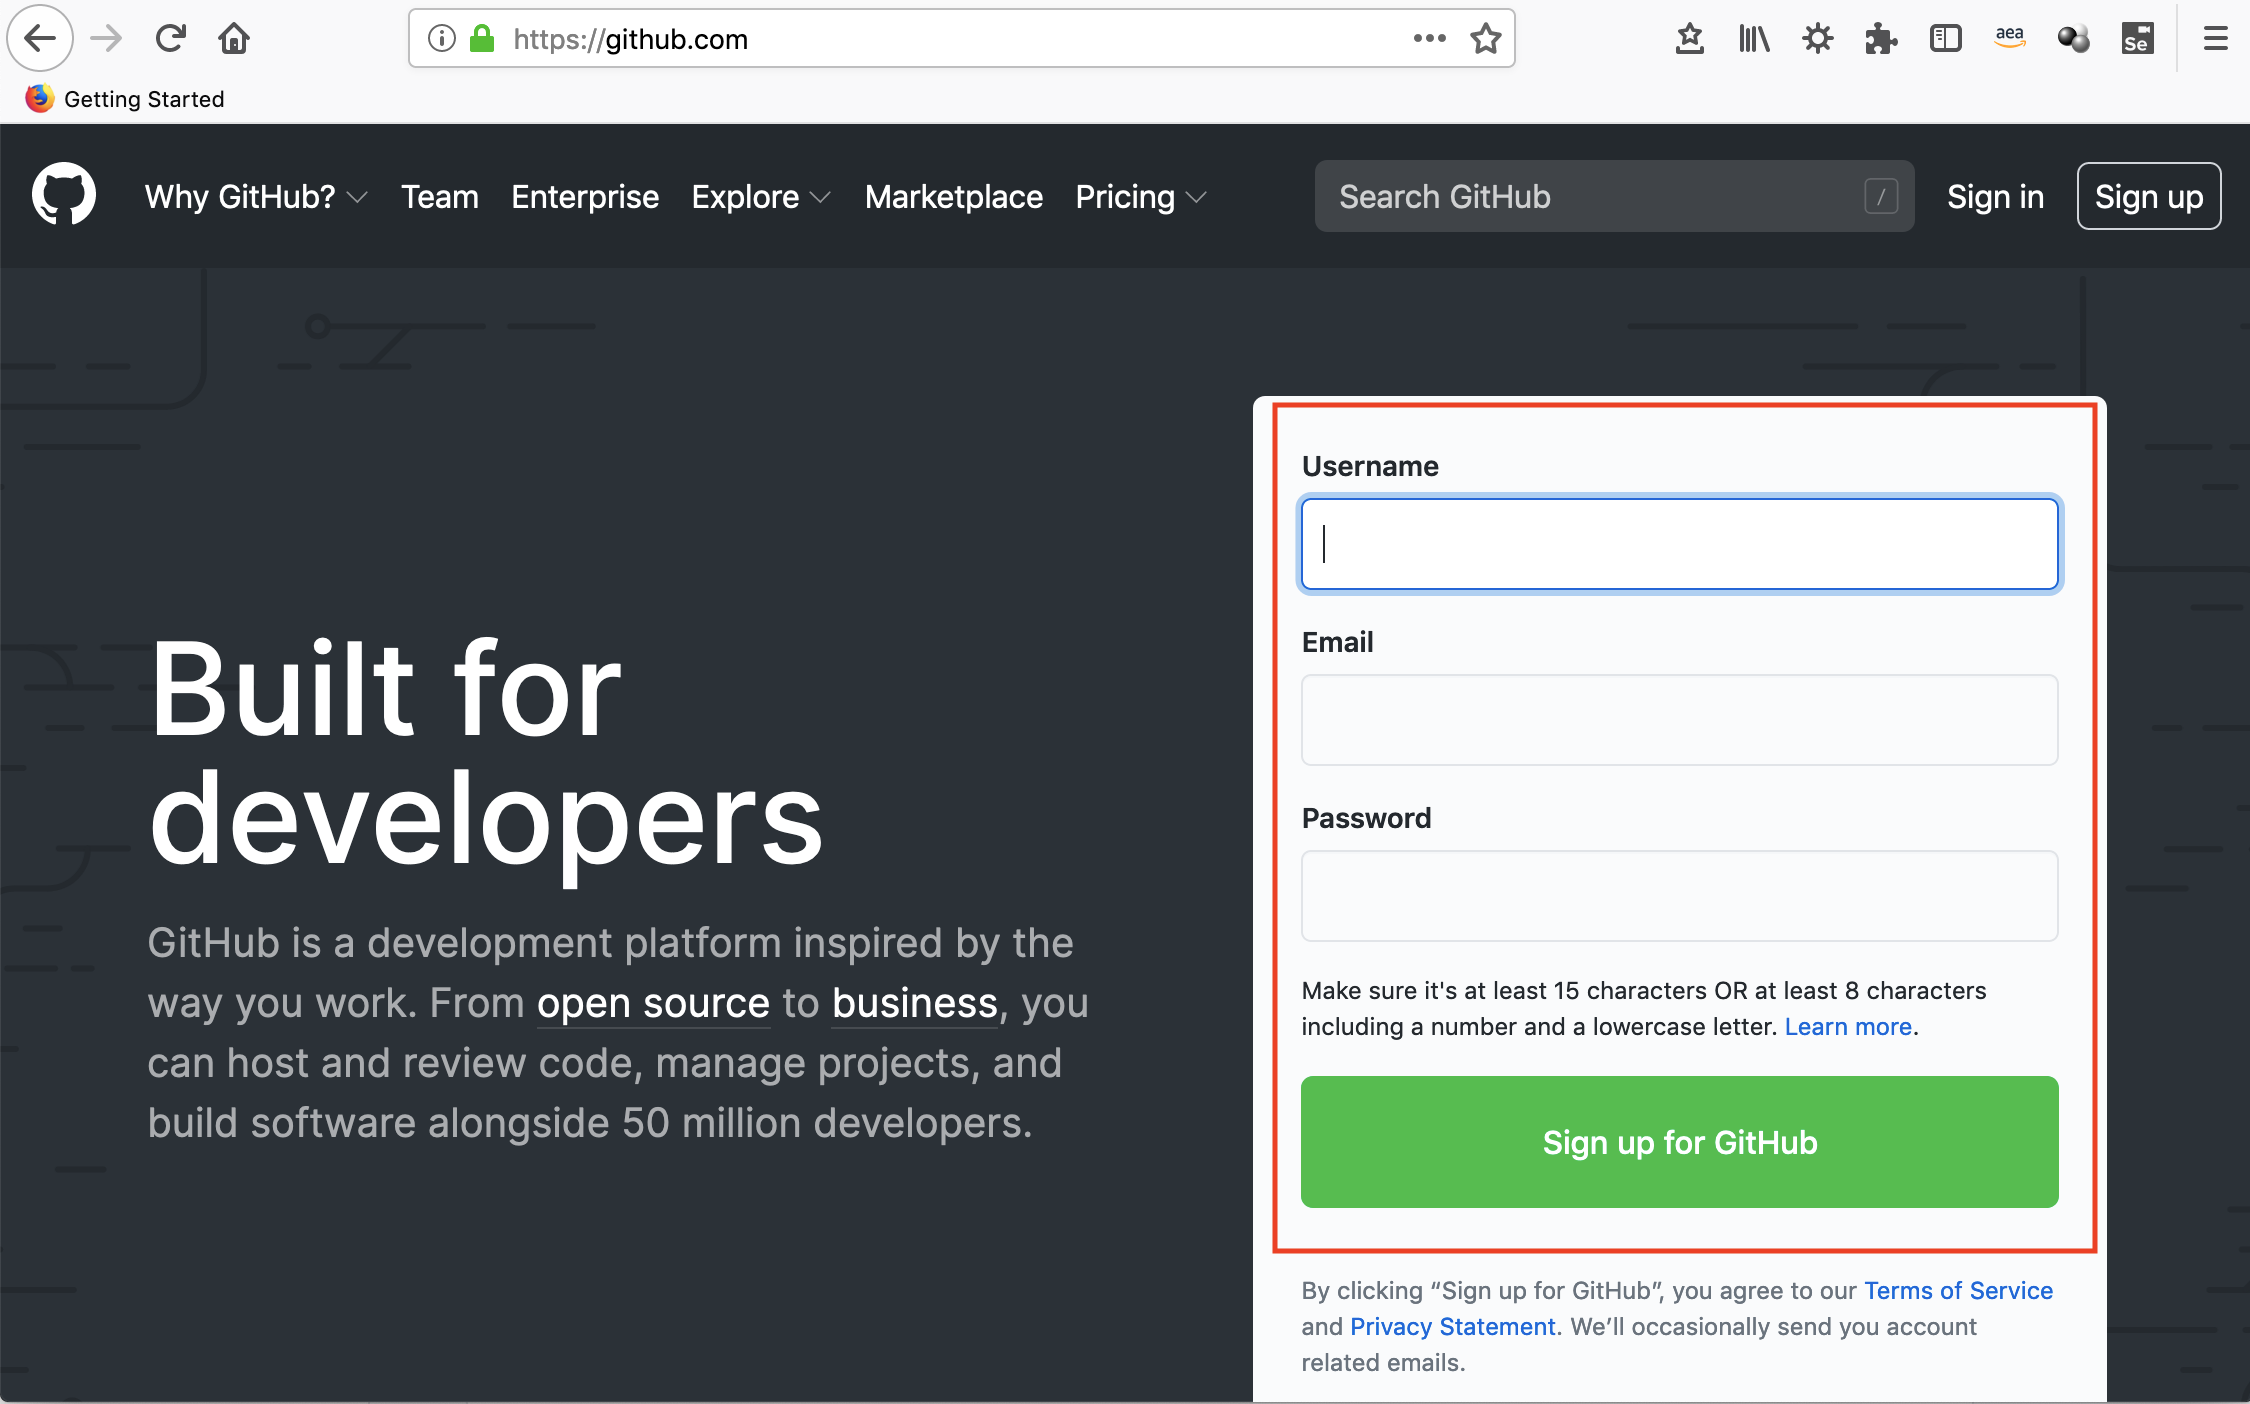 https://github.com
aea
Se
Getting Started
Why GitHub? Team Enterprise Explore Marketplace Pricing Search GitHub / Sign in Sign up
Built for
developers
GitHub is a development platform inspired by the
way you work. From open source to business, you
can host and review code, manage projects, and
build software alongside 50 million developers.
Username
Email
Password
Make sure it's at least 15 characters OR at least 8 characters
including a number and a lowercase letter. Learn more.
Sign up for GitHub
By clicking “Sign up for GitHub”, you agree to our Terms of Service
and Privacy Statement. We’ll occasionally send you account
related emails.